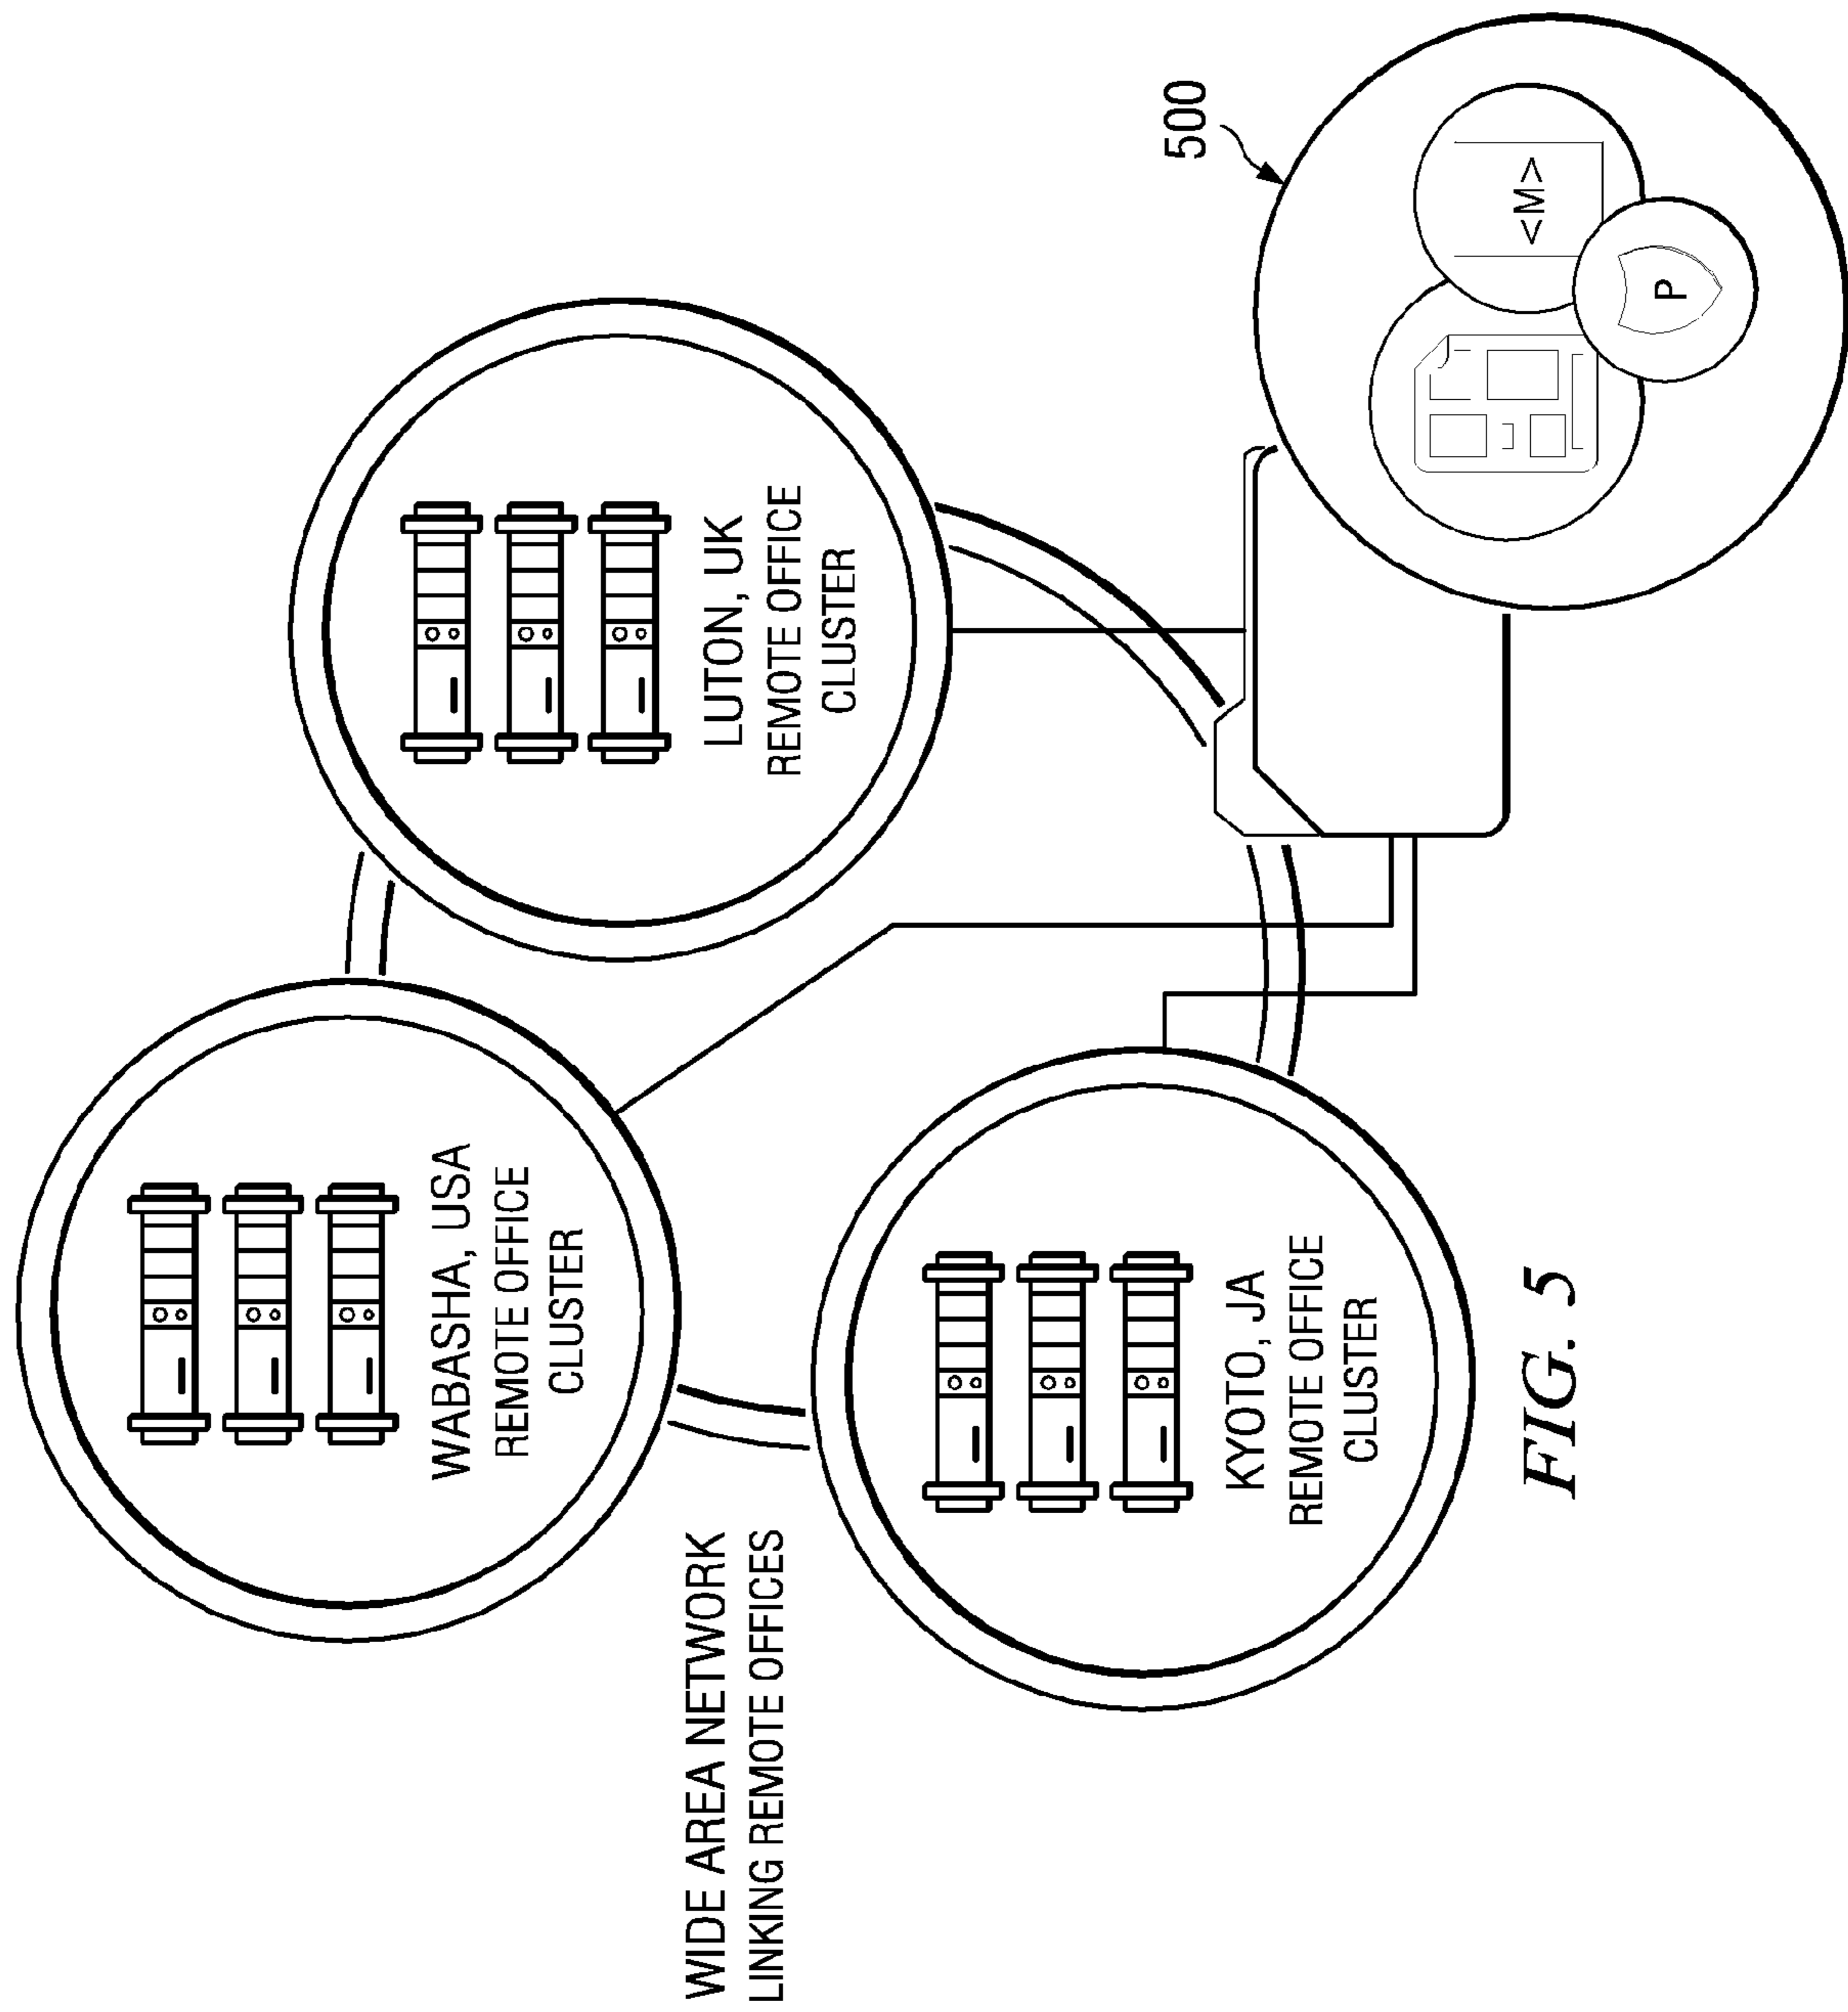 WIDE AREA NETWORK
LINKING REMOTE OFFICES
WABASHA, USA
REMOTE OFFICE
CLUSTER
LUTON, UK
REMOTE OFFICE
CLUSTER
KYOTO, JA
REMOTE OFFICE
CLUSTER
500
<M>
P
FIG. 5